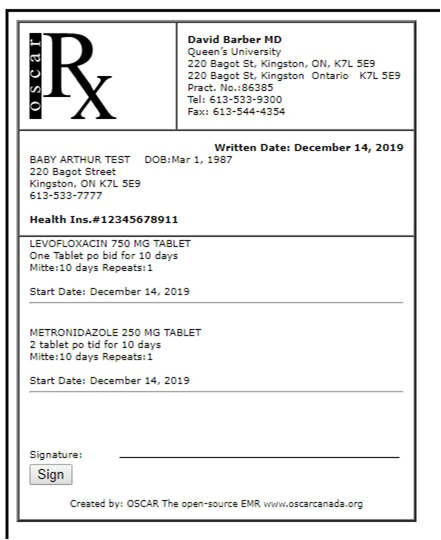 oscar
Rx
David Barber MD
Queen's University
220 Bagot St, Kingston, ON, K7L 5E9
220 Bagot St, Kingston  Ontario   K7L 5E9
Pract. No.:86385
Tel: 613-533-9300
Fax: 613-544-4354
Written Date: December 14, 2019
BABY ARTHUR TEST    DOB:Mar 1, 1987
220 Bagot Street
Kingston, ON K7L 5E9
613-533-7777
Health Ins.#12345678911
LEVOFLOXACIN 750 MG TABLET
One Tablet po bid for 10 days
Mitte:10 days Repeats:1
Start Date: December 14, 2019
METRONIDAZOLE 250 MG TABLET
2 tablet po tid for 10 days
Mitte:10 days Repeats:1
Start Date: December 14, 2019
Signature:
Sign
Created by: OSCAR The open-source EMR www.oscarcanada.org